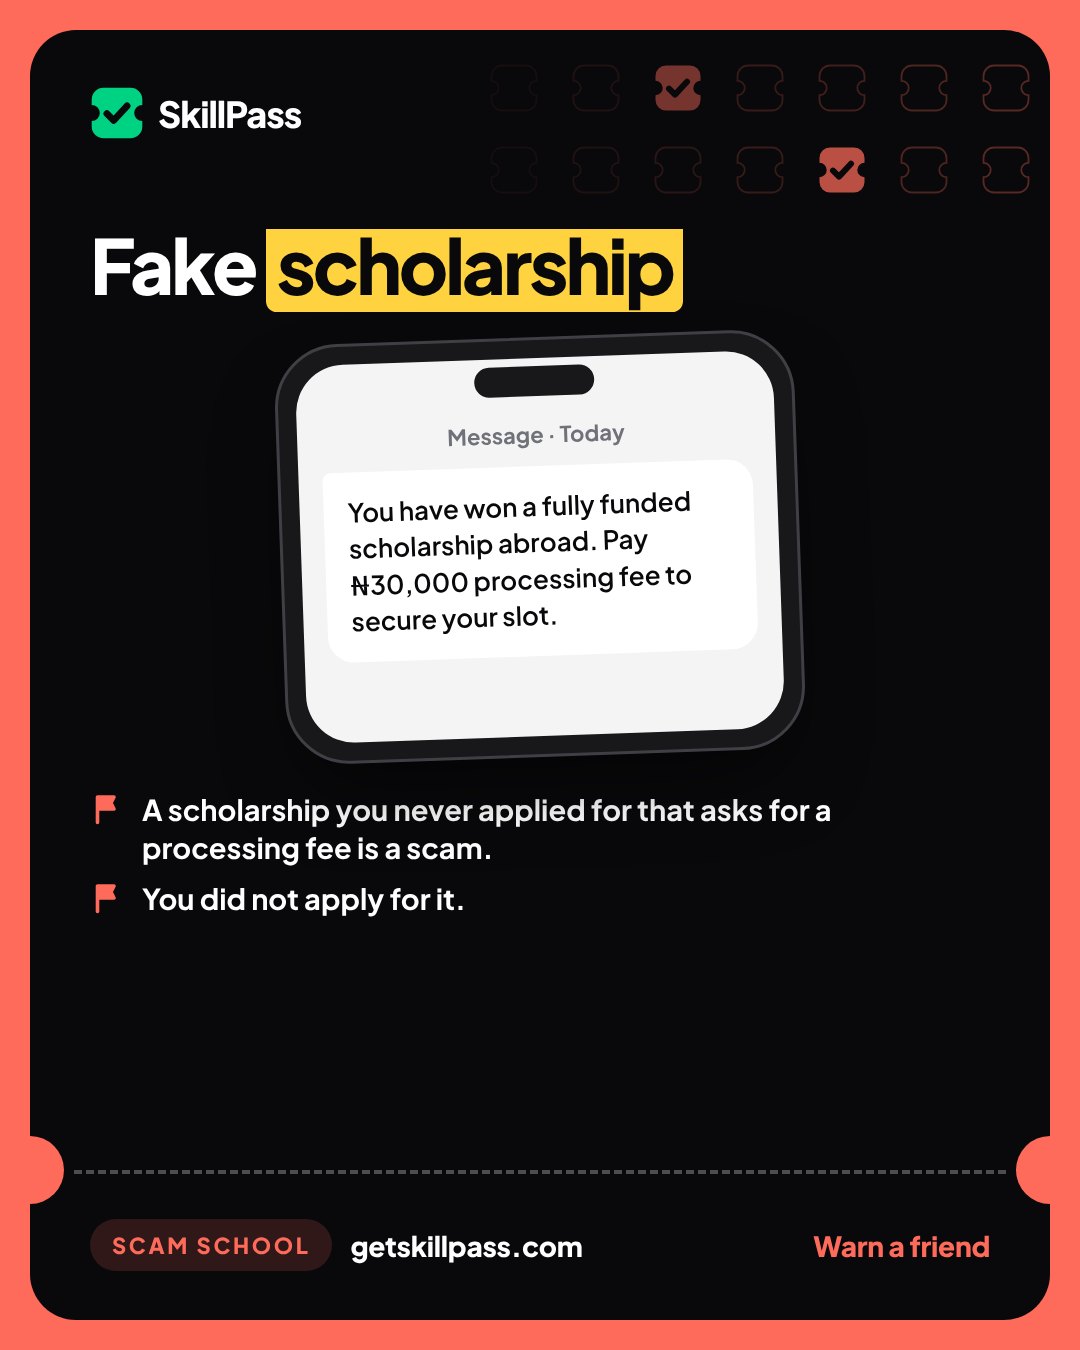 SkillPass
Fake scholarship
Message · Today
You have won a fully funded
scholarship abroad. Pay
₦30,000 processing fee to
secure your slot.
A scholarship you never applied for that asks for a
processing fee is a scam.
You did not apply for it.
SCAM SCHOOL getskillpass.com Warn a friend